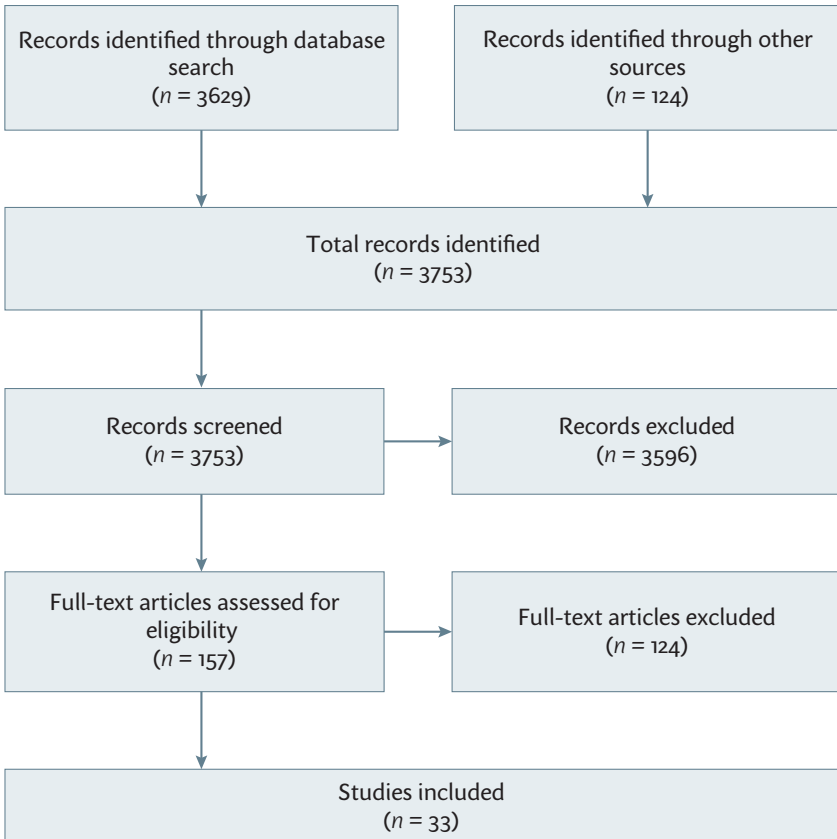 Records identified through database
search
(n = 3629)
Records identified through other
sources
(n = 124)
Total records identified
(n = 3753)
Records screened
(n = 3753)
Records excluded
(n = 3596)
Full-text articles assessed for
eligibility
(n = 157)
Full-text articles excluded
(n = 124)
Studies included
(n = 33)